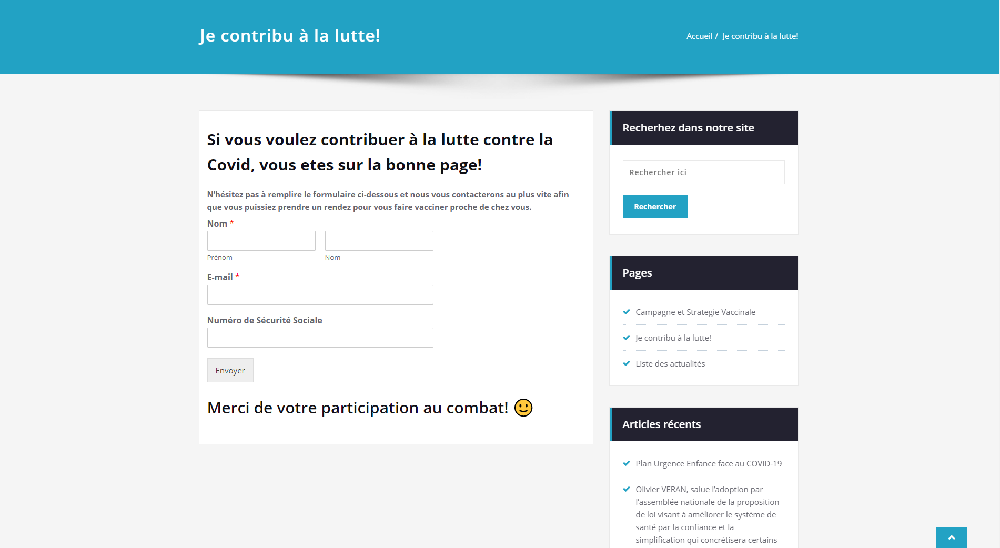 Je contribu à la lutte!
Accueil / Je contribu à la lutte!
Si vous voulez contribuer à la lutte contre la
Covid, vous etes sur la bonne page!
N’hésitez pas à remplire le formulaire ci-dessous et nous vous contacterons au plus vite afin
que vous puissiez prendre un rendez pour vous faire vacciner proche de chez vous.
Nom *
Prénom
Nom
E-mail *
Numéro de Sécurité Sociale
Envoyer
Merci de votre participation au combat! 🙂
Recherhez dans notre site
Rechercher ici
Rechercher
Pages
Campagne et Strategie Vaccinale
Je contribu à la lutte!
Liste des actualités
Articles récents
Plan Urgence Enfance face au COVID-19
Olivier VERAN, salue l’adoption par
l’assemblée nationale de la proposition
de loi visant à améliorer le système de
santé par la confiance et la
simplification qui concrétisera certains